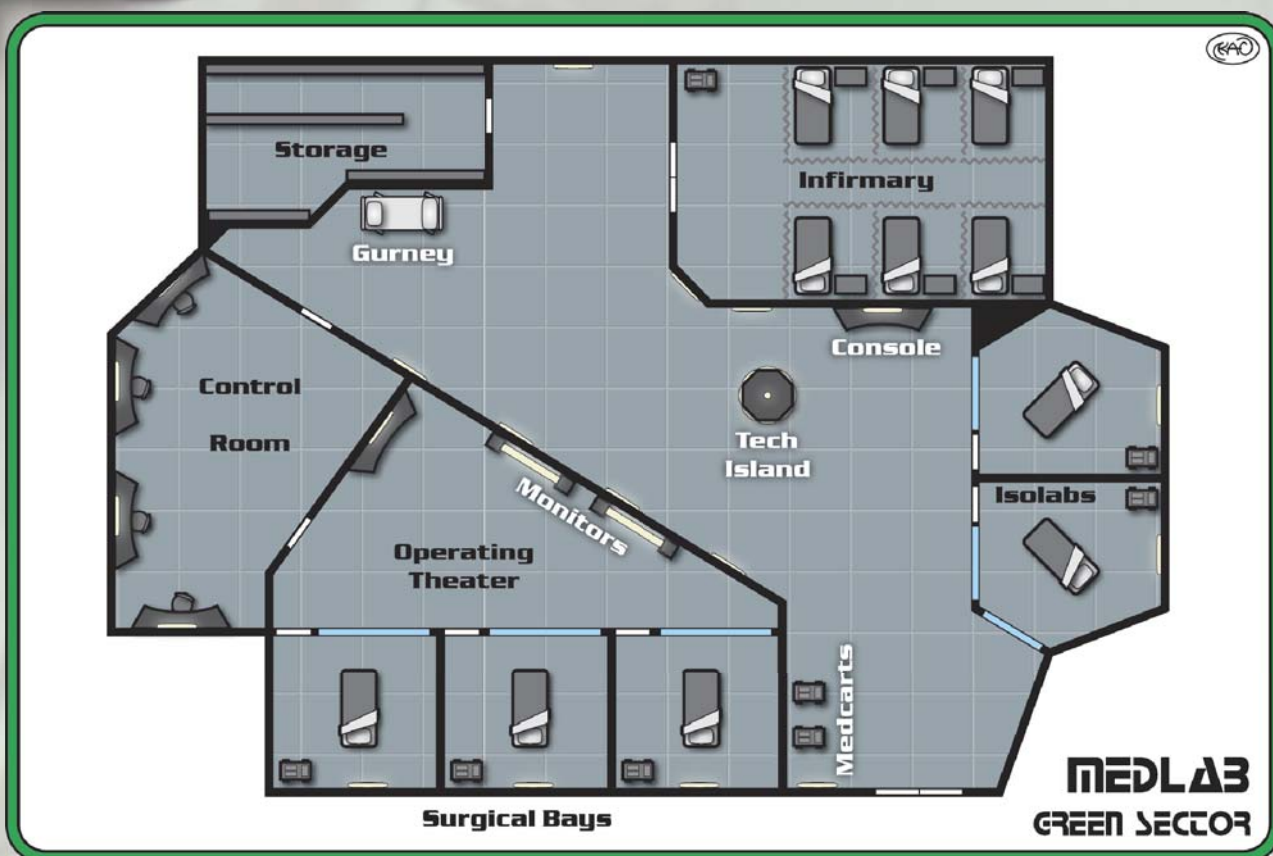 Storage
Infirmary
Gurney
Console
Control
Room
Tech
Island
Monitors
Isolabs
Operating
Theater
Medcarts
Surgical Bays
MEDLAB
GREEN SECTOR